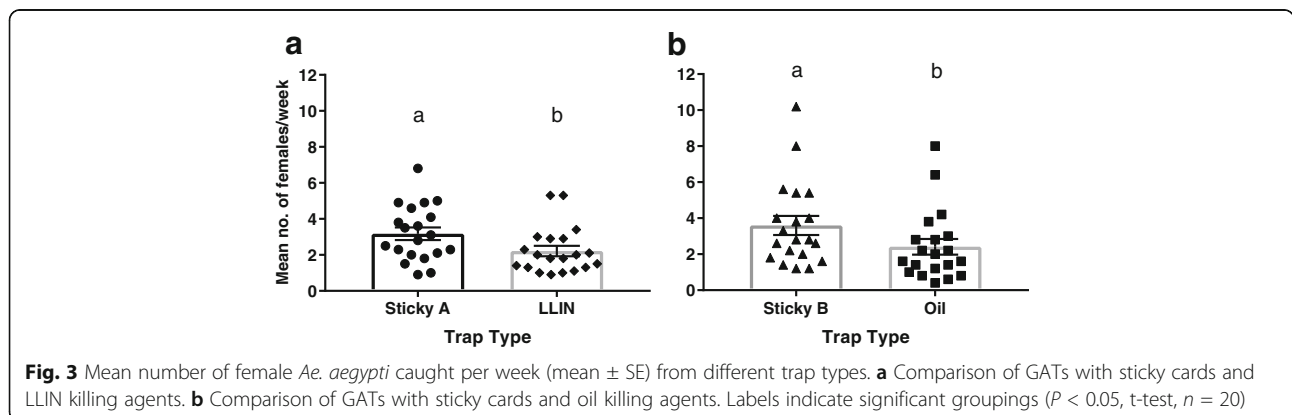 a
b
Mean no. of females/week
12
10
8
6
4
2
0
a
b
Sticky A
LLIN
Trap Type
12
10
8
6
4
2
0
a
b
Sticky B
Oil
Trap Type
Fig. 3 Mean number of female Ae. aegypti caught per week (mean ± SE) from different trap types. a Comparison of GATs with sticky cards and
LLIN killing agents. b Comparison of GATs with sticky cards and oil killing agents. Labels indicate significant groupings (P < 0.05, t-test, n = 20)